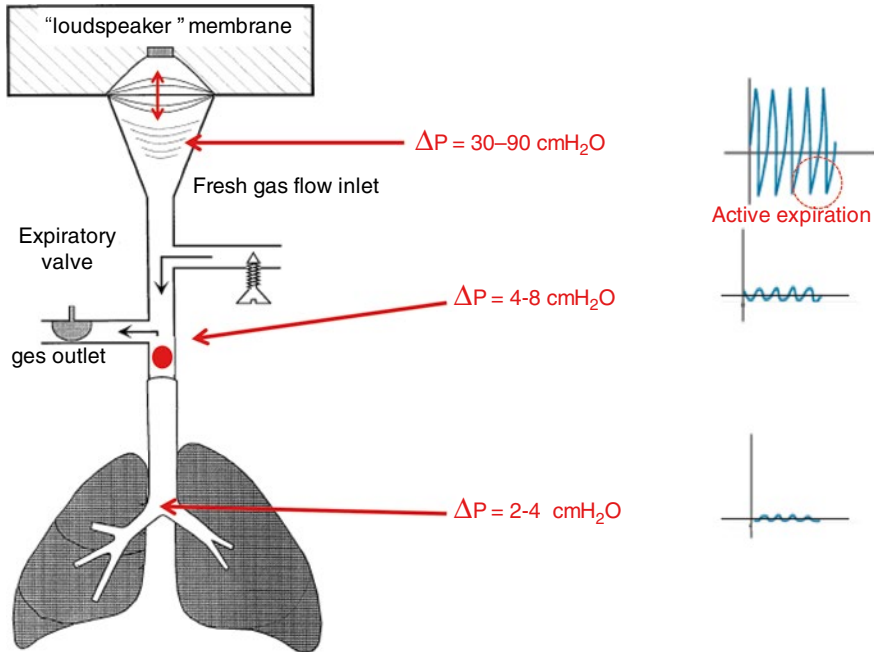 “loudspeaker ” membrane
ΔP = 30–90 cmH₂O
Fresh gas flow inlet
Active expiration
Expiratory
valve
ΔP = 4-8 cmH₂O
ges outlet
ΔP = 2-4 cmH₂O